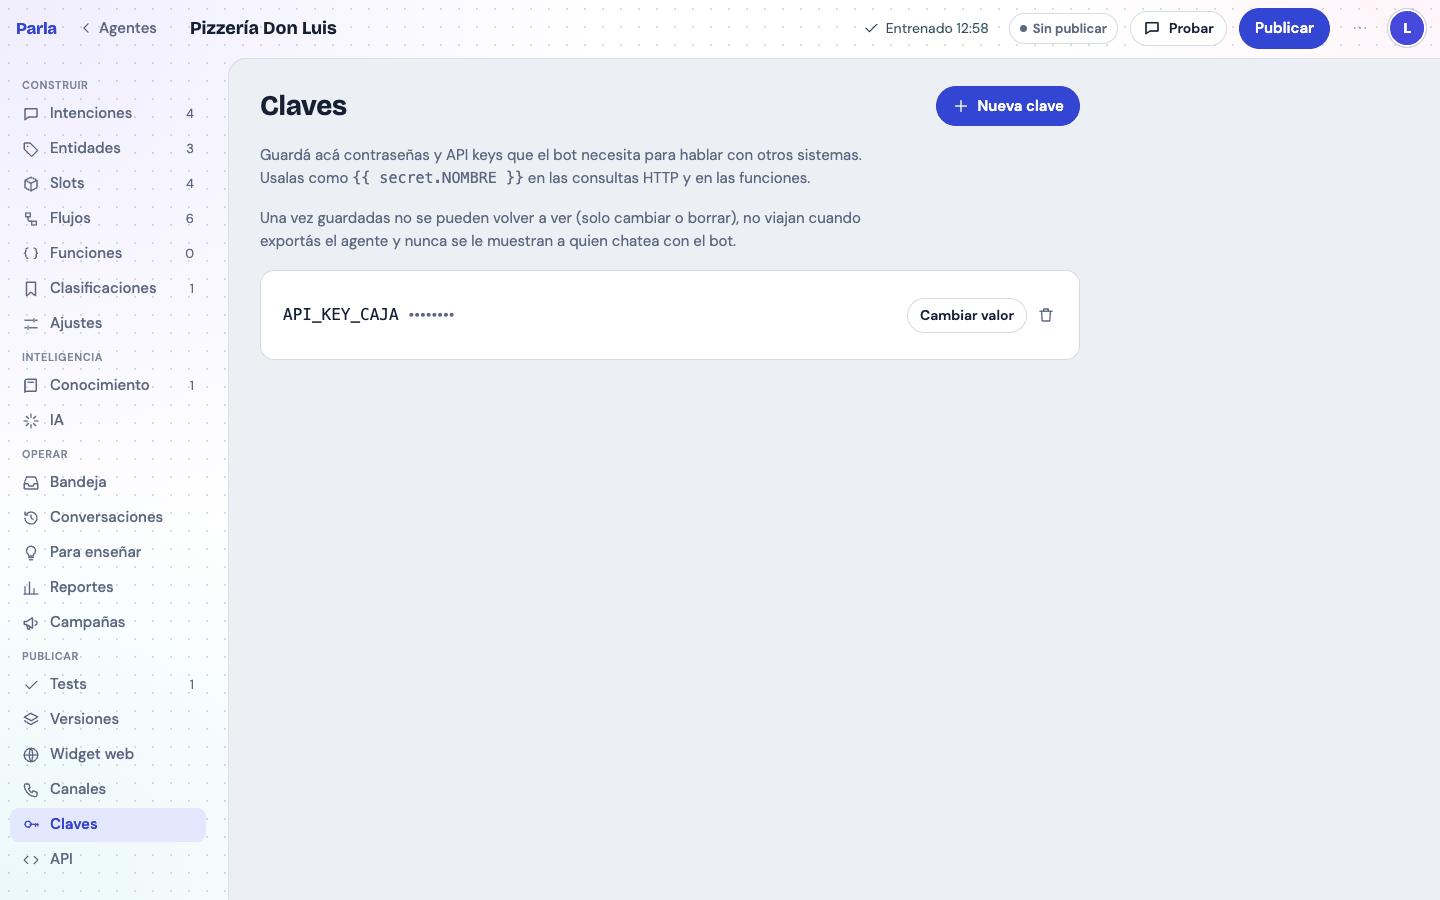 Parla
Agentes
Pizzería Don Luis
Entrenado 12:58
Sin publicar
Probar
Publicar
L
CONSTRUIR
Intenciones 4
Entidades 3
Slots 4
Flujos 6
Funciones 0
Clasificaciones 1
Ajustes
INTELIGENCIA
Conocimiento 1
IA
OPERAR
Bandeja
Conversaciones
Para enseñar
Reportes
Campañas
PUBLICAR
Tests 1
Versiones
Widget web
Canales
Claves
API
Claves
Nueva clave
Guardá acá contraseñas y API keys que el bot necesita para hablar con otros sistemas.
Usalas como {{ secret.NOMBRE }} en las consultas HTTP y en las funciones.
Una vez guardadas no se pueden volver a ver (solo cambiar o borrar), no viajan cuando
exportás el agente y nunca se le muestran a quien chatea con el bot.
API_KEY_CAJA ••••••••
Cambiar valor